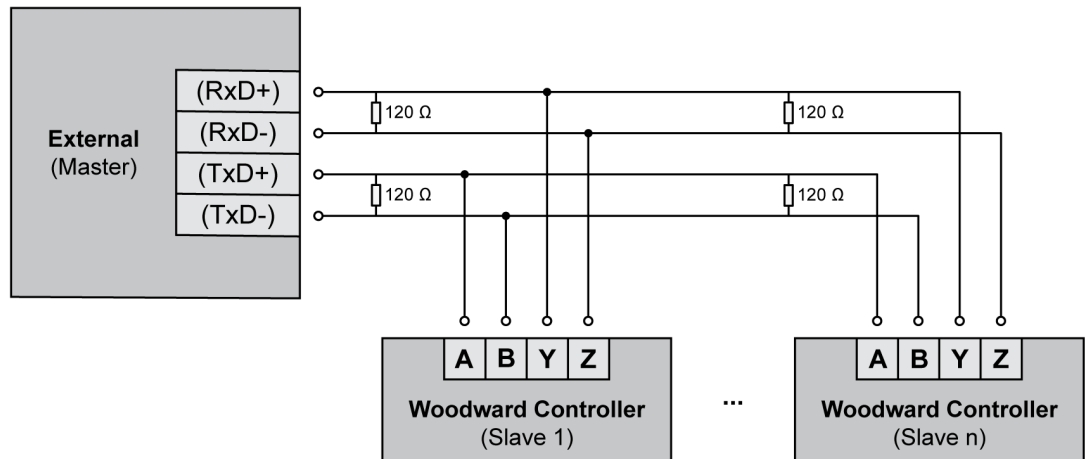 (RxD+)
(RxD-)
(TxD+)
(TxD-)
External
(Master)
120 Ω
120 Ω
120 Ω
120 Ω
A B Y Z
Woodward Controller
(Slave 1)
...
A B Y Z
Woodward Controller
(Slave n)